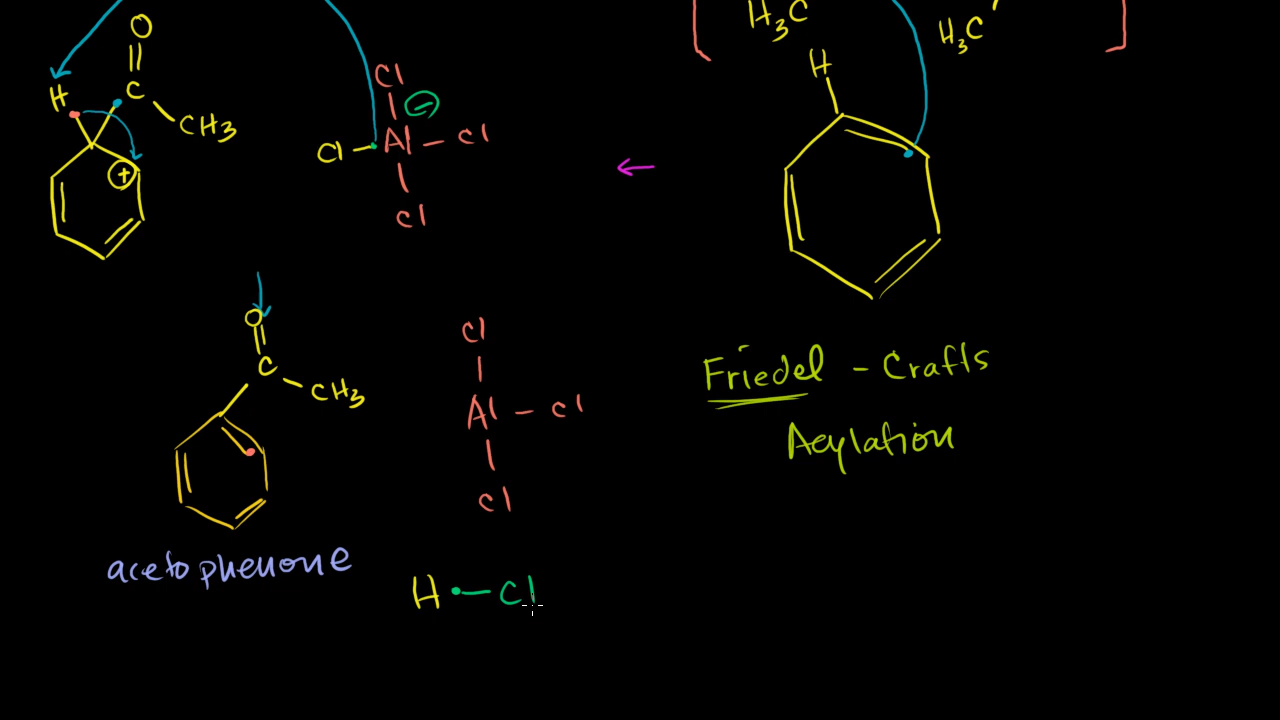 H₃C
H₃C
O
C
CH₃
H
+
Cl
Cl
Al
Cl
Cl
−
H
O
C
CH₃
acetophenone
Cl
Al
Cl
Cl
H • — Cl
Friedel - Crafts
Acylation